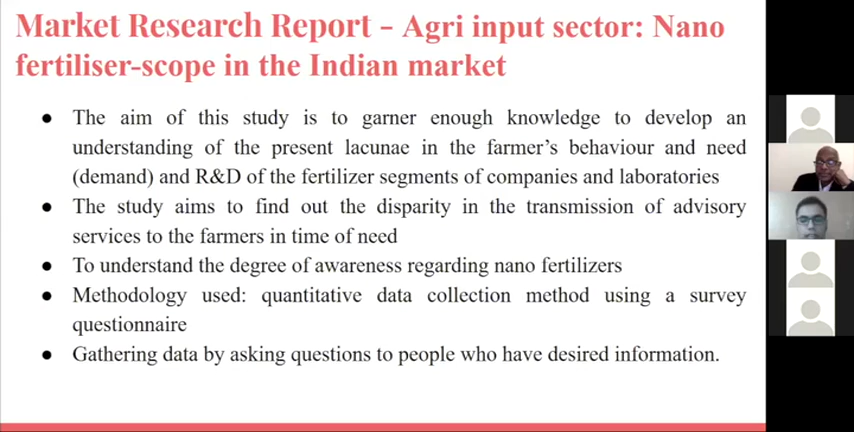 Market Research Report – Agri input sector: Nano
fertiliser-scope in the Indian market
● The aim of this study is to garner enough knowledge to develop an
understanding of the present lacunae in the farmer's behaviour and need
(demand) and R&D of the fertilizer segments of companies and laboratories
● The study aims to find out the disparity in the transmission of advisory
services to the farmers in time of need
● To understand the degree of awareness regarding nano fertilizers
● Methodology used: quantitative data collection method using a survey
questionnaire
● Gathering data by asking questions to people who have desired information.